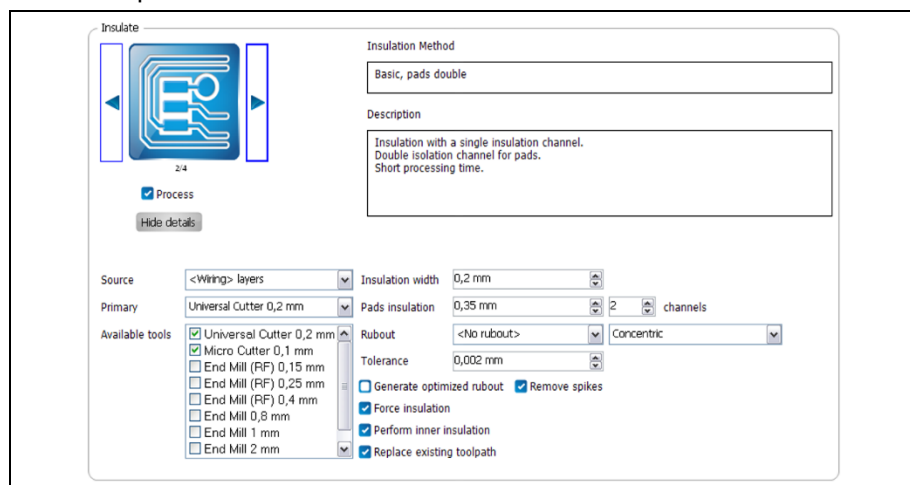 Insulate
Insulation Method
Basic, pads double
Description
Insulation with a single insulation channel.
Double isolation channel for pads.
Short processing time.
2/4
Process
Hide details
Source <Wiring> layers Insulation width 0,2 mm
Primary Universal Cutter 0,2 mm Pads insulation 0,35 mm 2 channels
Available tools Universal Cutter 0,2 mm Rubout <No rubout> Concentric
Micro Cutter 0,1 mm
Tolerance 0,002 mm
End Mill (RF) 0,15 mm
End Mill (RF) 0,25 mm
Generate optimized rubout Remove spikes
End Mill (RF) 0,4 mm
Force insulation
End Mill 0,8 mm
End Mill 1 mm
Perform inner insulation
End Mill 2 mm
Replace existing toolpath